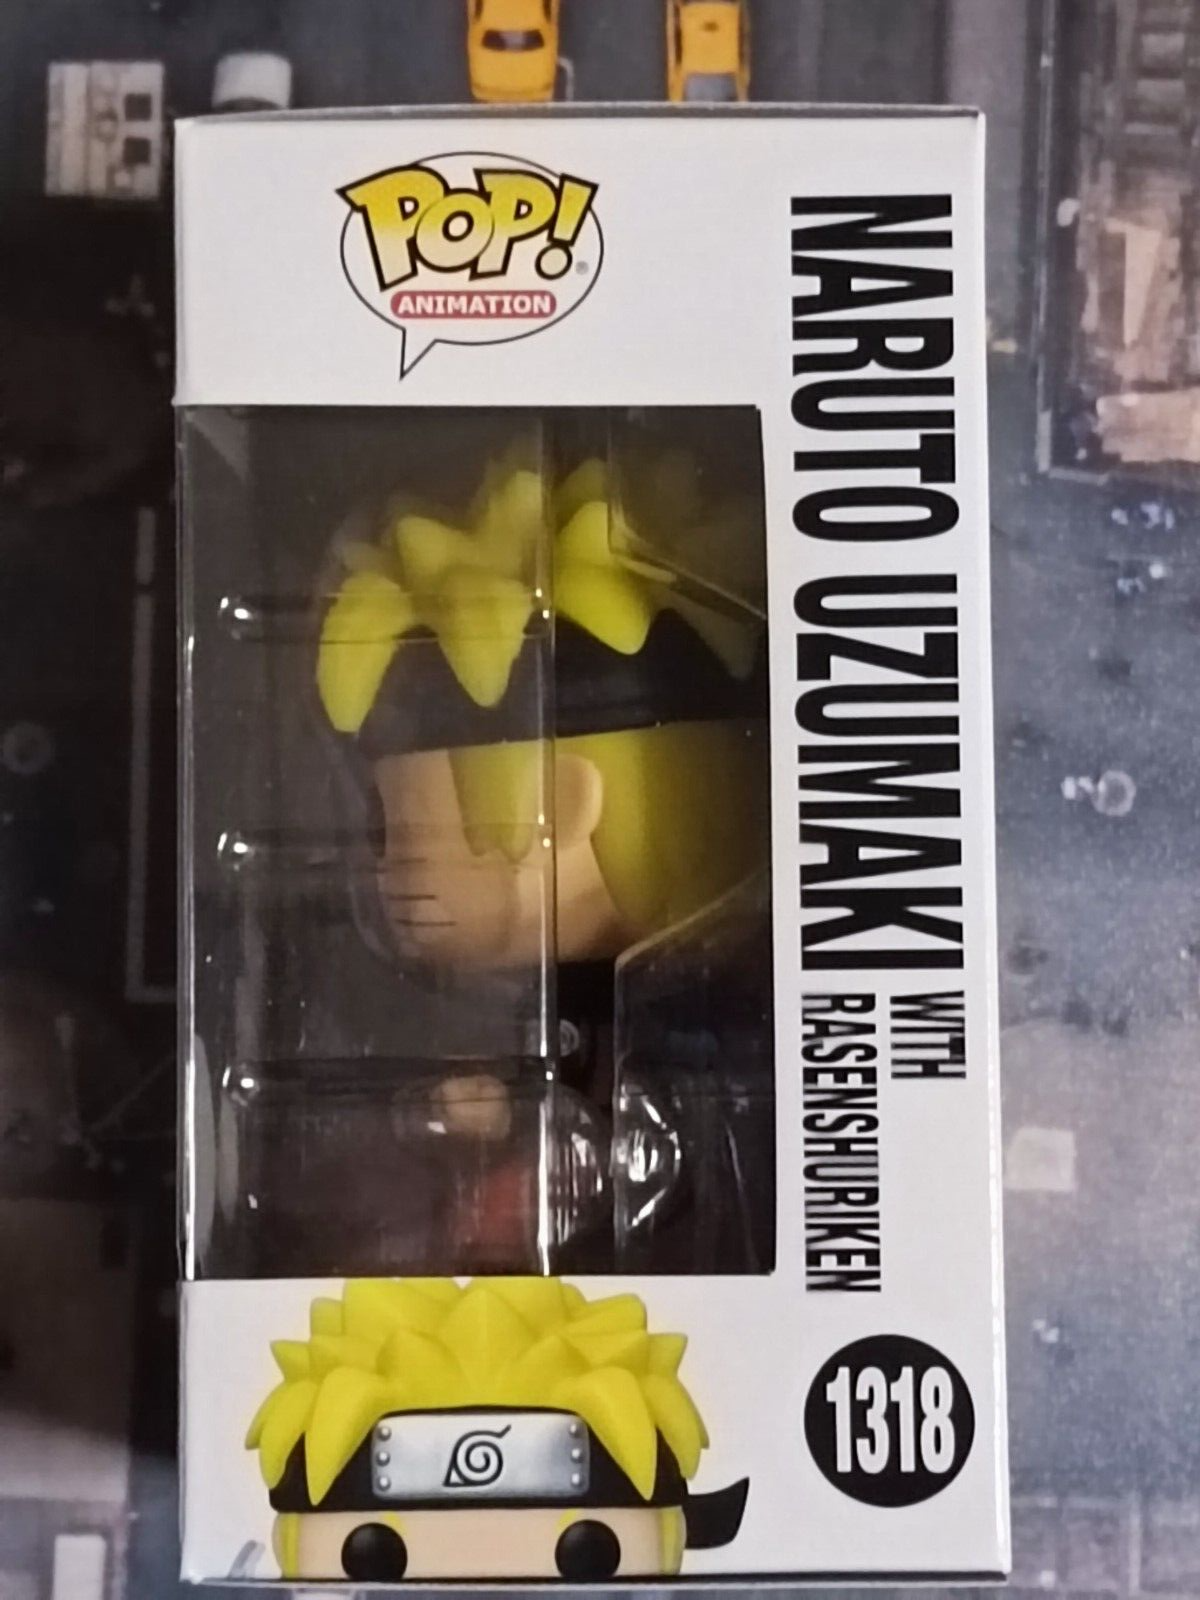 POP!
ANIMATION
NARUTO UZUMAKI WITH
RASENSHURIKEN
1318